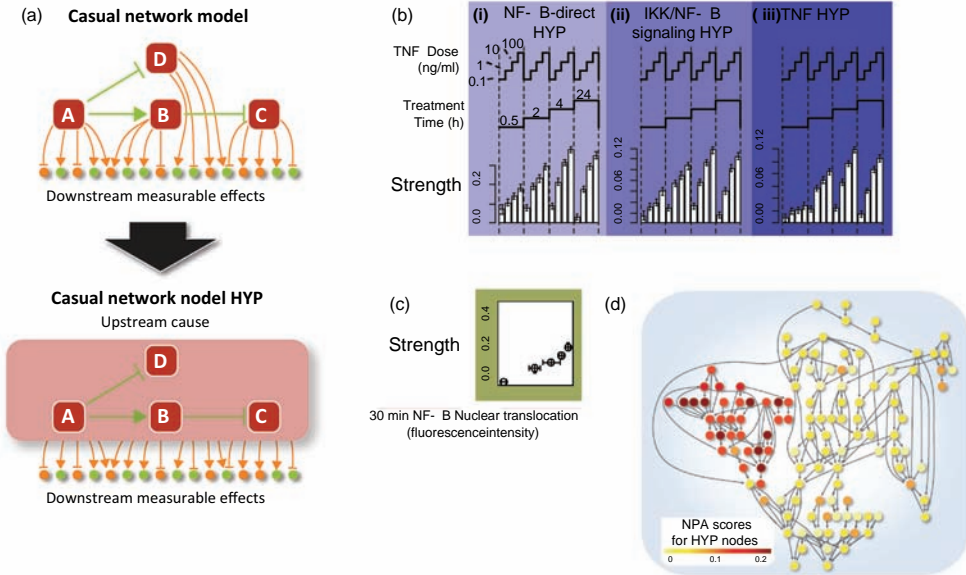 (a)
Casual network model
D
A
B
C
Downstream measurable effects
Casual network nodel HYP
Upstream cause
D
A
B
C
Downstream measurable effects
(b)
(i) NF- B-direct
HYP
(ii) IKK/NF- B
signaling HYP
( iii)TNF HYP
TNF Dose
(ng/ml)
100
10
1
0.1
Treatment
Time (h)
0.5
2
4
24
Strength
0.2
0.0
0.12
0.06
0.00
0.12
0.06
0.00
(c)
Strength
0.4
0.2
0.0
30 min NF- B Nuclear translocation
(fluorescenceintensity)
(d)
NPA scores
for HYP nodes
0 0.1 0.2